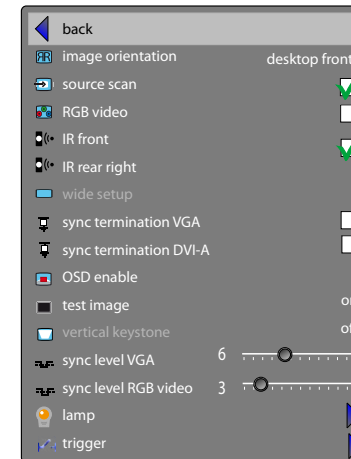 back
image orientation desktop front
source scan
RGB video
IR front
IR rear right
wide setup
sync termination VGA
sync termination DVI-A
OSD enable
test image
vertical keystone
sync level VGA 6
sync level RGB video 3
lamp
trigger